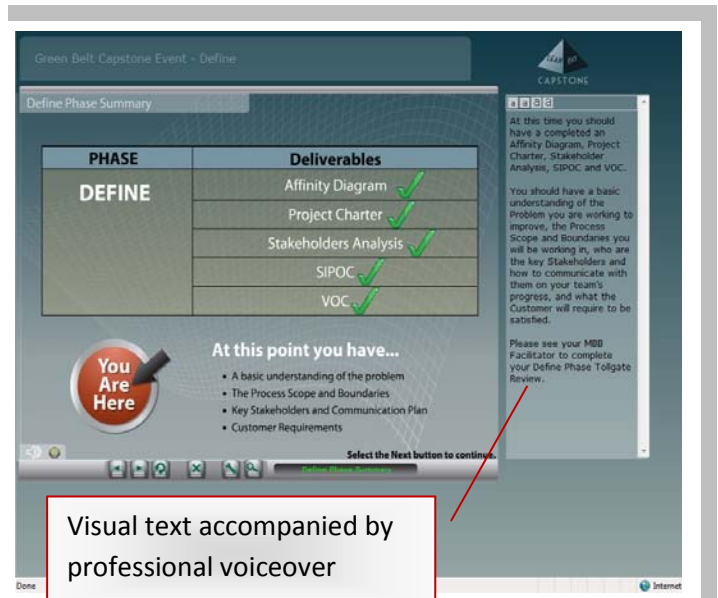 Green Belt Capstone Event - Define
LEAP
CAPSTONE
Define Phase Summary
PHASE
Deliverables
DEFINE
Affinity Diagram
Project Charter
Stakeholders Analysis
SIPOC
VOC
You
Are
Here
At this point you have...
• A basic understanding of the problem
• The Process Scope and Boundaries
• Key Stakeholders and Communication Plan
• Customer Requirements
Select the Next button to continue.
Define Phase Summary
a a a a
At this time you should
have a completed an
Affinity Diagram, Project
Charter, Stakeholder
Analysis, SIPOC and VOC.
You should have a basic
understanding of the
Problem you are working to
improve, the Process
Scope and Boundaries you
will be working in, who are
the key Stakeholders and
how to communicate with
them on your team's
progress, and what the
Customer will require to be
satisfied.
Please see your MBB
Facilitator to complete
your Define Phase Tollgate
Review.
Visual text accompanied by
professional voiceover
Done
Internet